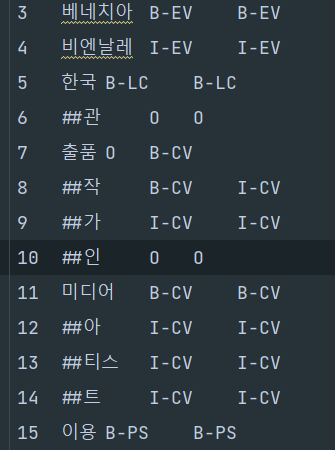 3 베네치아 B-EV B-EV
4 비엔날레 I-EV I-EV
5 한국 B-LC B-LC
6 ##관 O O
7 출품 O B-CV
8 ##작 B-CV I-CV
9 ##가 I-CV I-CV
10 ##인 O O
11 미디어 B-CV B-CV
12 ##아 I-CV I-CV
13 ##티스 I-CV I-CV
14 ##트 I-CV I-CV
15 이용 B-PS B-PS